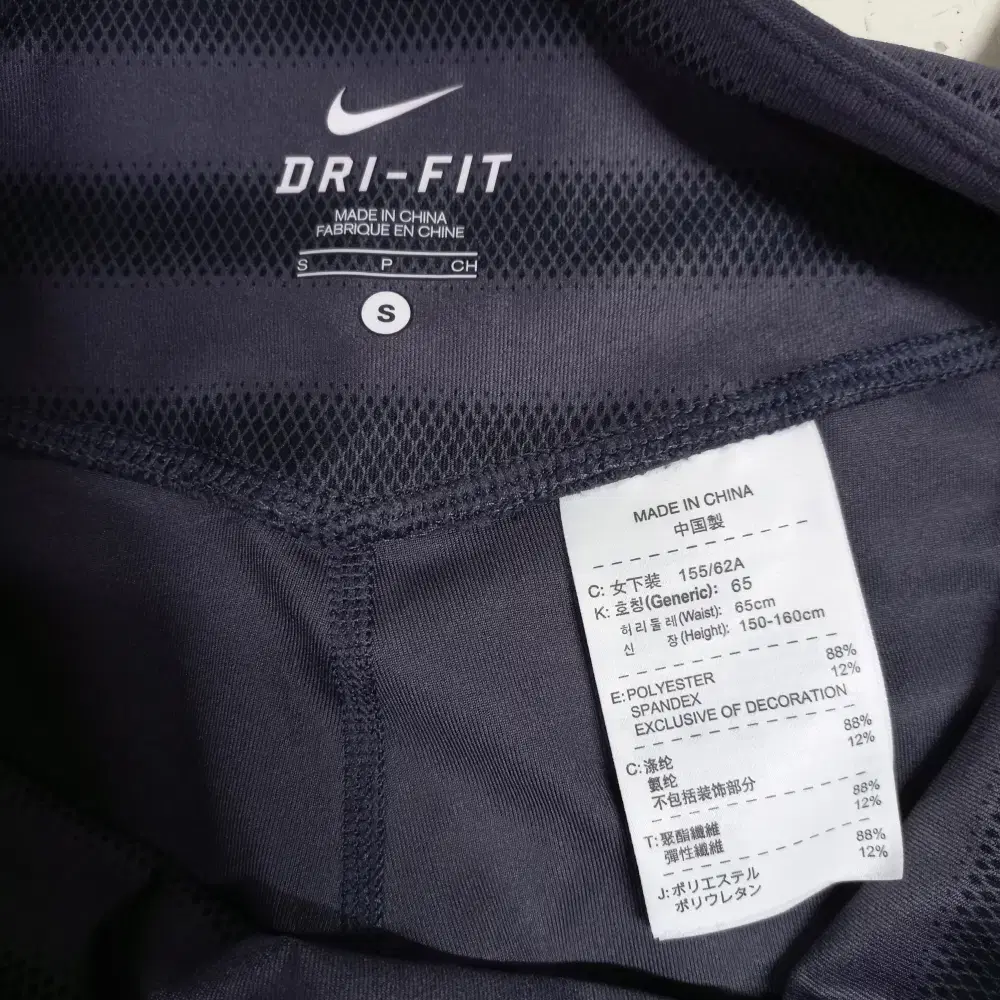 DRI-FIT
MADE IN CHINA
FABRIQUE EN CHINE
S P CH
S
MADE IN CHINA
中国製
C: 女下装 155/62A
K: 호칭(Generic): 65
허리둘레(Waist): 65cm
신 장(Height): 150-160cm
E:POLYESTER 88%
SPANDEX 12%
EXCLUSIVE OF DECORATION
C:涤纶 88%
氨纶 12%
不包括装饰部分
T:聚酯纖維 88%
彈性纖維 12%
J:ポリエステル 88%
ポリウレタン 12%